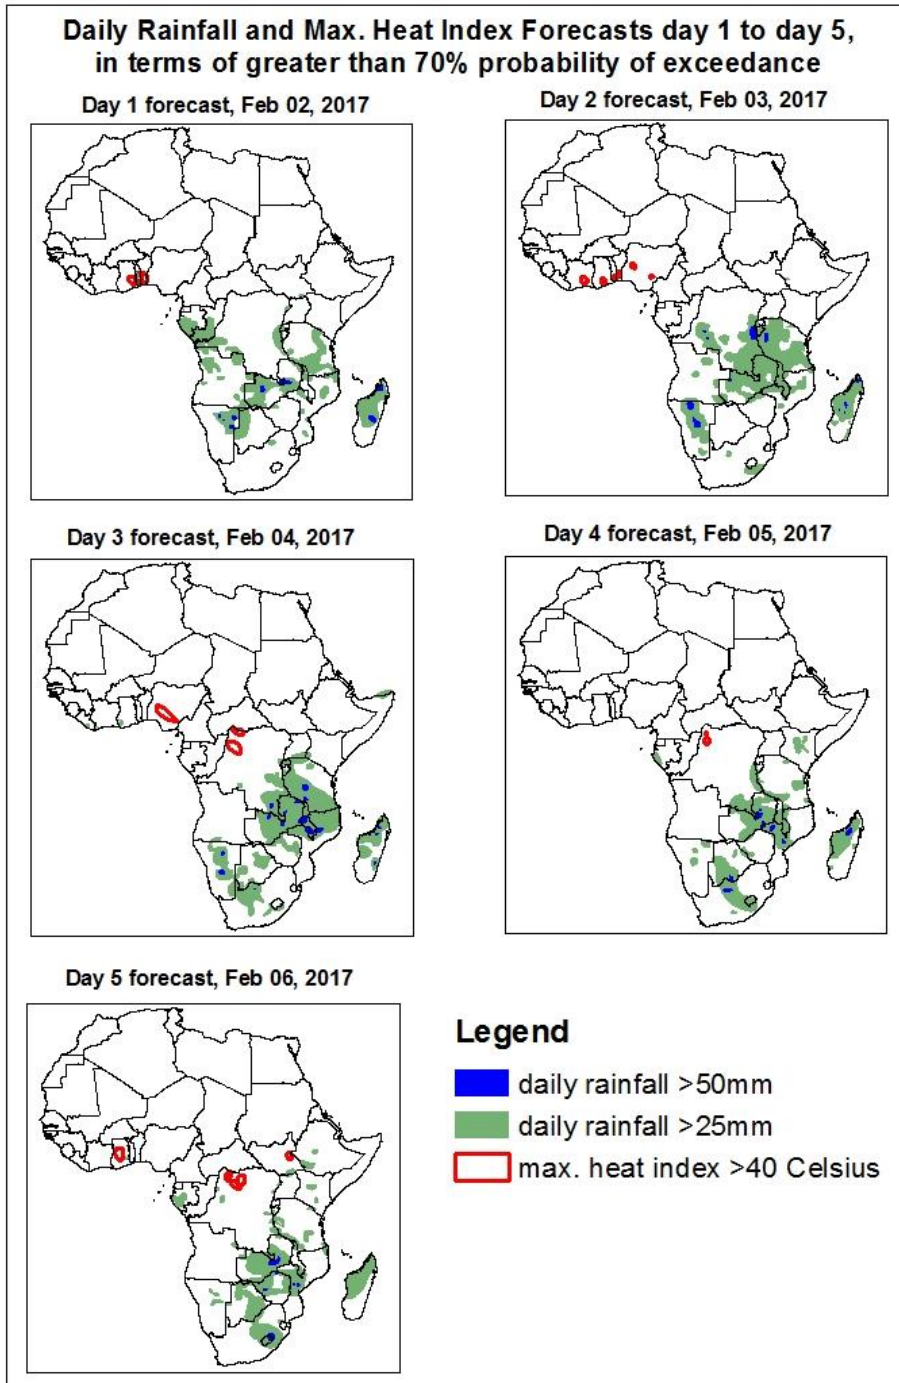 Daily Rainfall and Max. Heat Index Forecasts day 1 to day 5,
in terms of greater than 70% probability of exceedance
Day 1 forecast, Feb 02, 2017
Day 2 forecast, Feb 03, 2017
Day 3 forecast, Feb 04, 2017
Day 4 forecast, Feb 05, 2017
Day 5 forecast, Feb 06, 2017
Legend
daily rainfall >50mm
daily rainfall >25mm
max. heat index >40 Celsius